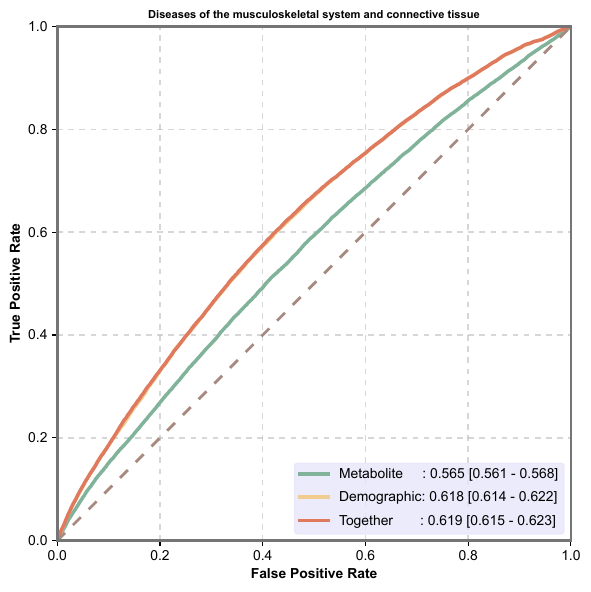 Diseases of the musculoskeletal system and connective tissue
True Positive Rate
1.0
0.8
0.6
0.4
0.2
0.0
Metabolite : 0.565 [0.561 - 0.568]
Demographic: 0.618 [0.614 - 0.622]
Together : 0.619 [0.615 - 0.623]
0.0 0.2 0.4 0.6 0.8 1.0
False Positive Rate